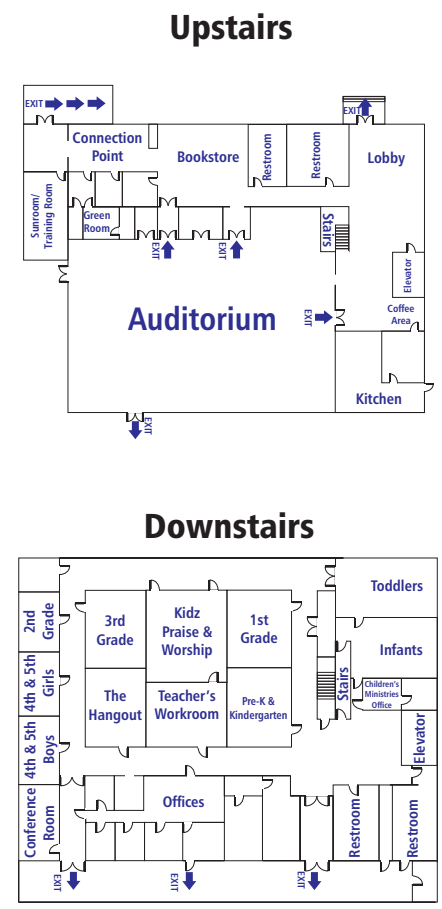 Upstairs
EXIT
EXIT
Connection
Point
Bookstore
Restroom
Restroom
Lobby
Sunroom/
Training Room
Green
Room
Stairs
EXIT
EXIT
Elevator
Auditorium
EXIT
Coffee
Area
Kitchen
EXIT
Downstairs
Toddlers
2nd
Grade
3rd
Grade
Kidz
Praise &
Worship
1st
Grade
Infants
4th & 5th
Girls
The
Hangout
Teacher's
Workroom
Pre-K &
Kindergarten
Stairs
Children's
Ministries
Office
4th & 5th
Boys
Elevator
Conference
Room
Offices
Restroom
Restroom
EXIT
EXIT
EXIT